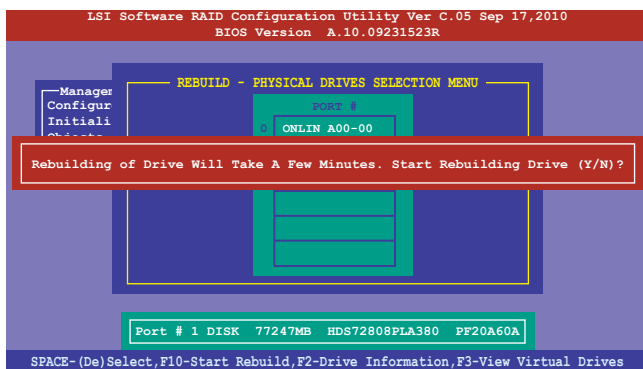 LSI Software RAID Configuration Utility Ver C.05 Sep 17,2010
BIOS Version A.10.09231523R
REBUILD - PHYSICAL DRIVES SELECTION MENU
Managem
Configur
Initiali
Objects
PORT #
0 ONLIN A00-00
Rebuilding of Drive Will Take A Few Minutes. Start Rebuilding Drive (Y/N)?
Port # 1 DISK 77247MB HDS72808PLA380 PF20A60A
SPACE-(De)Select,F10-Start Rebuild,F2-Drive Information,F3-View Virtual Drives